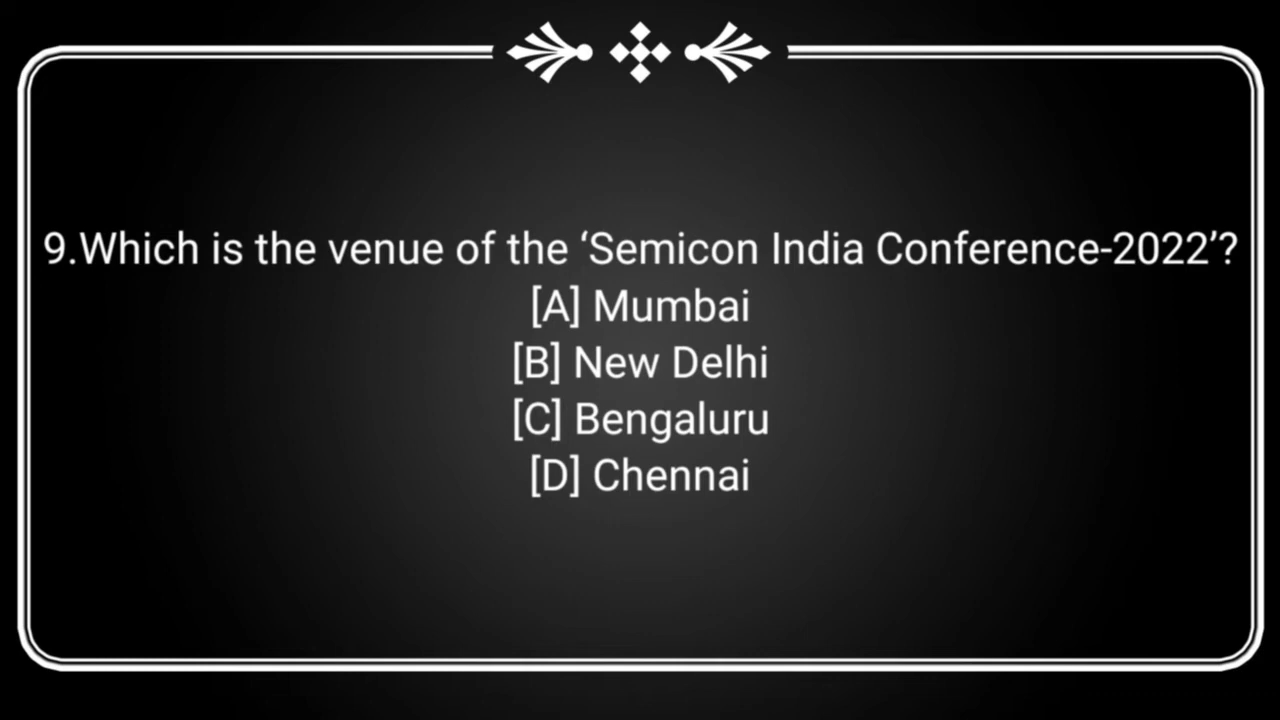 9.Which is the venue of the ‘Semicon India Conference-2022’?
[A] Mumbai
[B] New Delhi
[C] Bengaluru
[D] Chennai